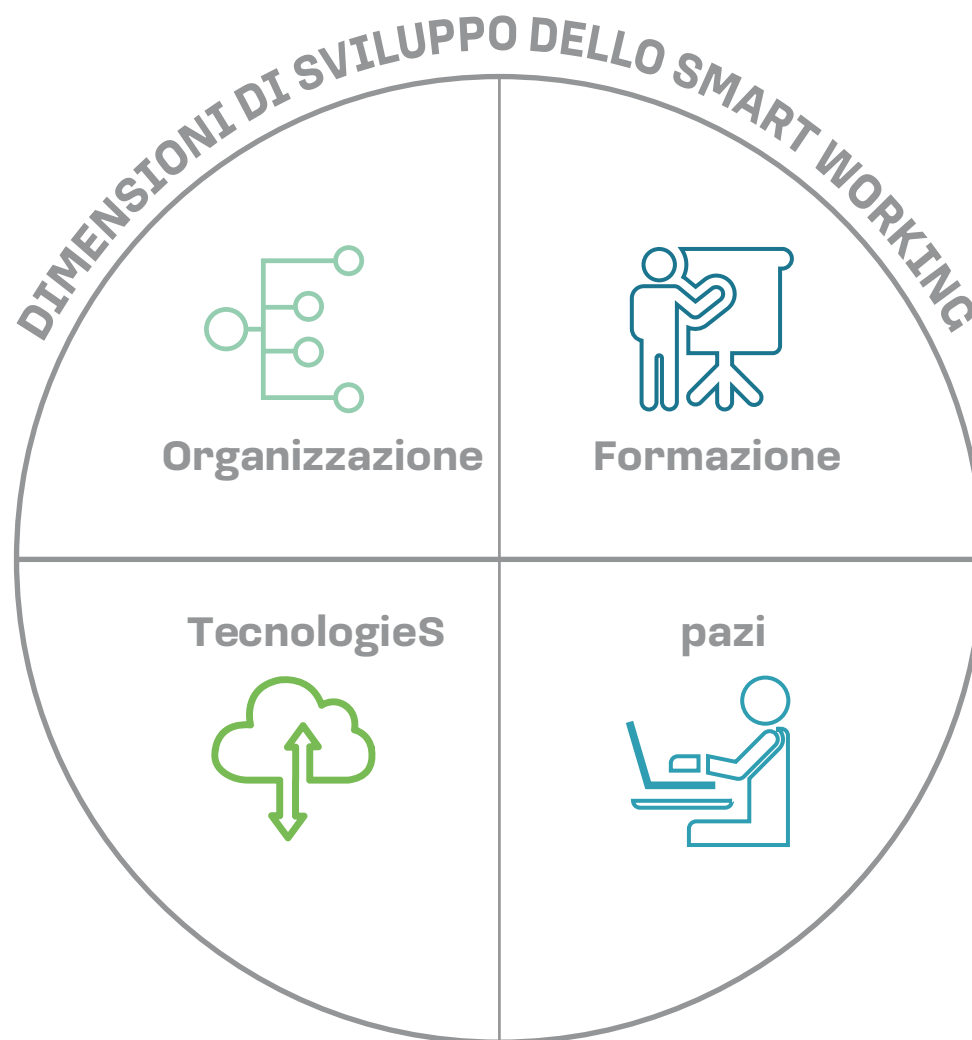 DIMENSIONI DI SVILUPPO DELLO SMART WORKING
Organizzazione
Formazione
TecnologieS
pazi